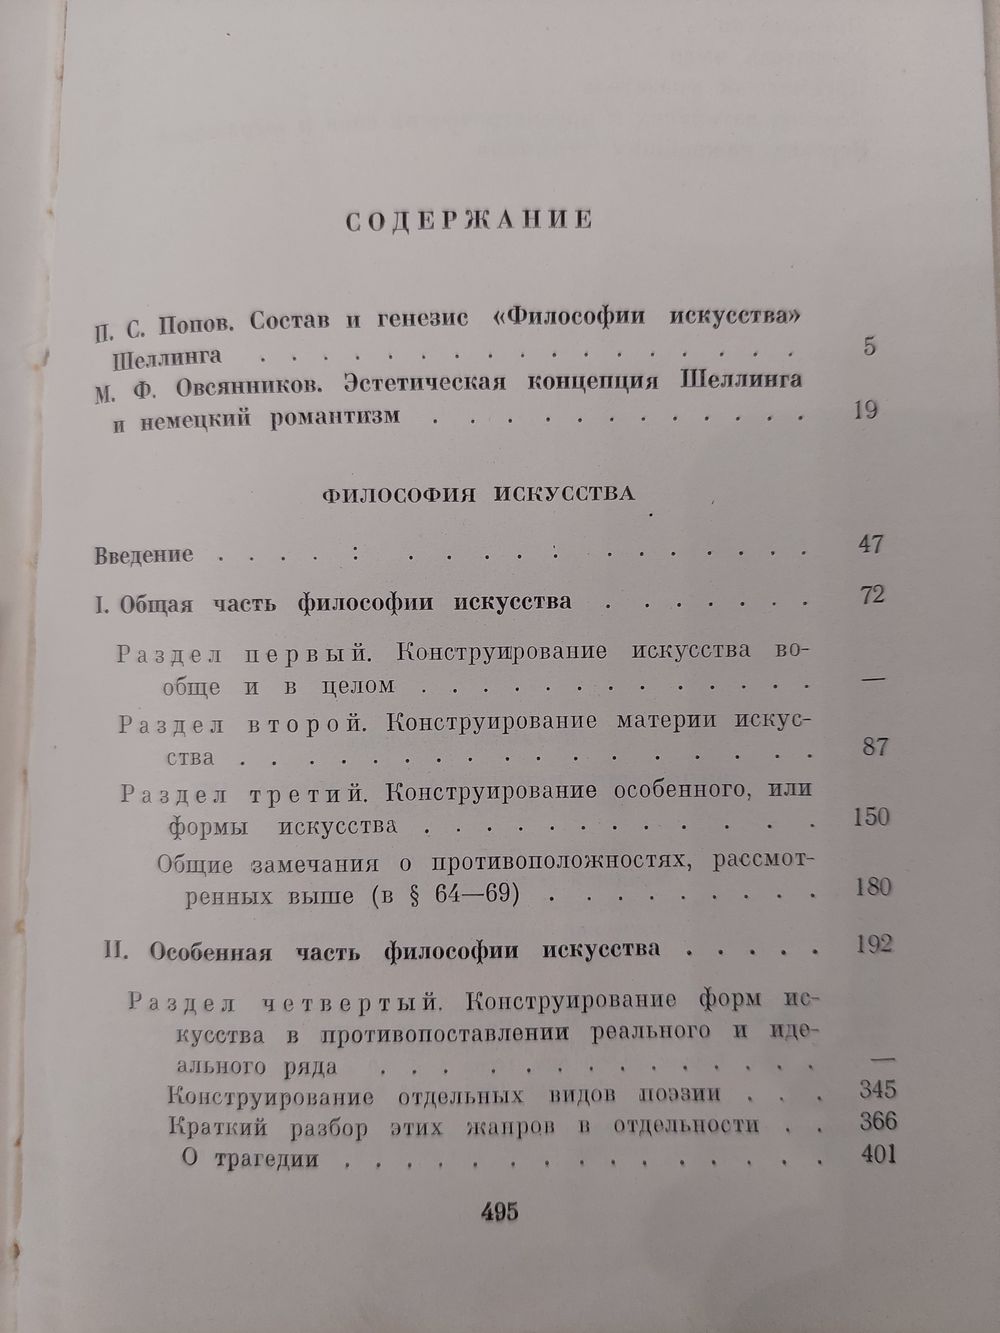 СОДЕРЖАНИЕ
П. С. Попов. Состав и генезис «Философии искусства»
Шеллинга . . . . . . . . . . . . . . . . . 5
М. Ф. Овсянников. Эстетическая концепция Шеллинга
и немецкий романтизм . . . . . . . . . . . . 19
ФИЛОСОФИЯ ИСКУССТВА
Введение . . . . : . . . . : . . . . . . . 47
I. Общая часть философии искусства . . . . . . . 72
Раздел первый. Конструирование искусства во-
обще и в целом . . . . . . . . . . . . . —
Раздел второй. Конструирование материи искус-
ства . . . . . . . . . . . . . . . . . . 87
Раздел третий. Конструирование особенного, или
формы искусства . . . . . . . . . . . . 150
Общие замечания о противоположностях, рассмот-
ренных выше (в § 64—69) . . . . . . . . 180
II. Особенная часть философии искусства . . . . . 192
Раздел четвертый. Конструирование форм ис-
кусства в противопоставлении реального и иде-
ального ряда . . . . . . . . . . . . . . —
Конструирование отдельных видов поэзии . . . 345
Краткий разбор этих жанров в отдельности . . 366
О трагедии . . . . . . . . . . . . . . . 401
495